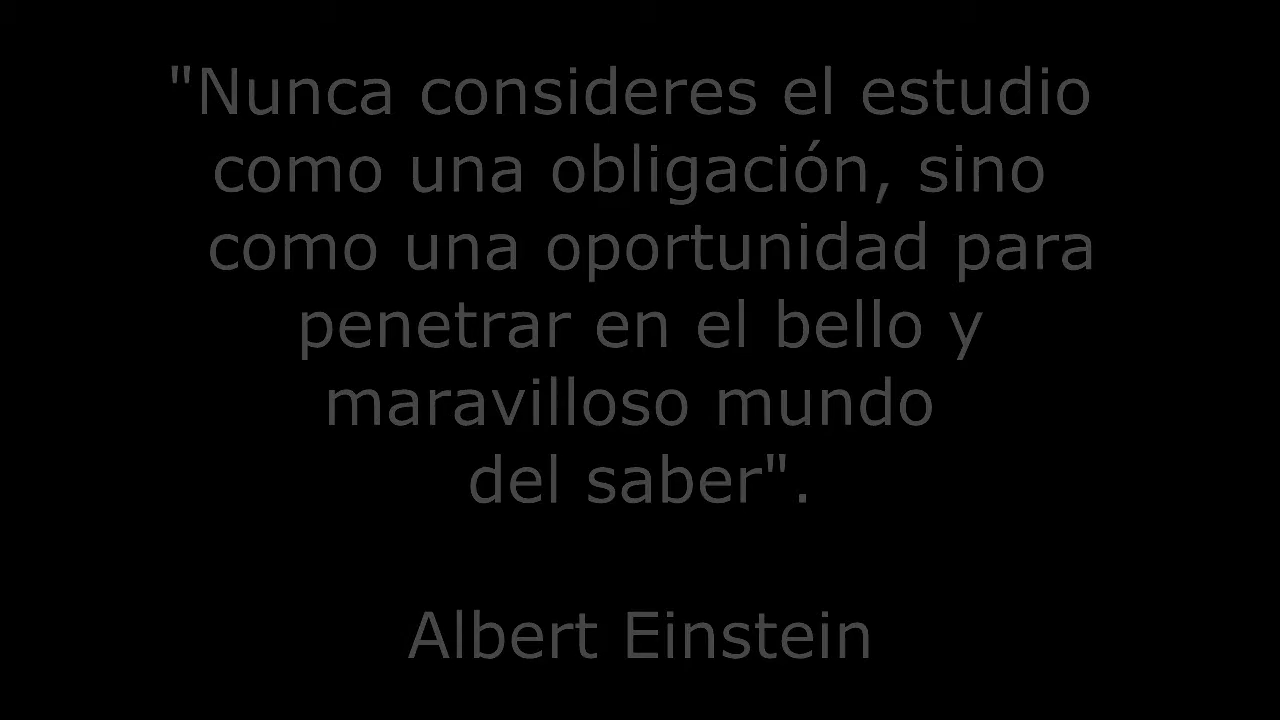 "Nunca consideres el estudio
como una obligación, sino
como una oportunidad para
penetrar en el bello y
maravilloso mundo
del saber".
Albert Einstein